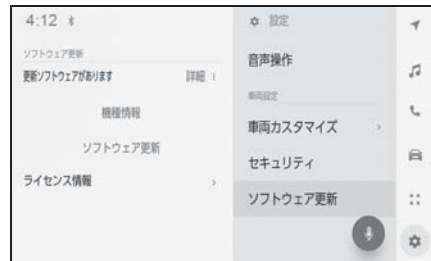 4:12
設定
ソフトウェア更新
更新ソフトウェアがあります 詳細
機種情報
ソフトウェア更新
ライセンス情報
音声操作
車両設定
車両カスタマイズ
セキュリティ
ソフトウェア更新